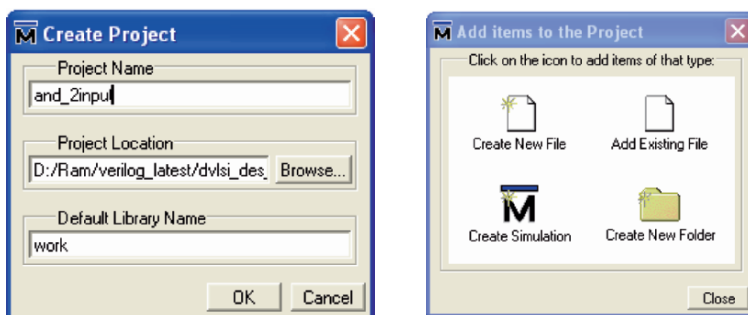 Create Project
Project Name
and_2input
Project Location
D:/Ram/verilog_latest/dvlsi_des_
Browse...
Default Library Name
work
OK Cancel
Add items to the Project
Click on the icon to add items of that type:
Create New File Add Existing File
Create Simulation Create New Folder
Close